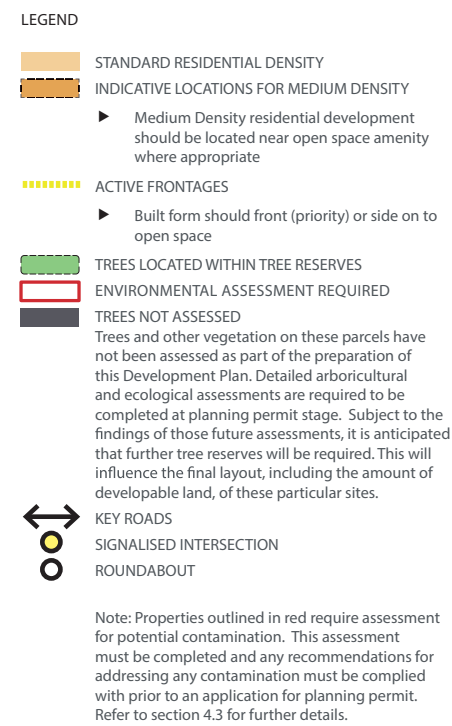 LEGEND
STANDARD RESIDENTIAL DENSITY
INDICATIVE LOCATIONS FOR MEDIUM DENSITY
Medium Density residential development
should be located near open space amenity
where appropriate
ACTIVE FRONTAGES
Built form should front (priority) or side on to
open space
TREES LOCATED WITHIN TREE RESERVES
ENVIRONMENTAL ASSESSMENT REQUIRED
TREES NOT ASSESSED
Trees and other vegetation on these parcels have
not been assessed as part of the preparation of
this Development Plan. Detailed arboricultural
and ecological assessments are required to be
completed at planning permit stage. Subject to the
findings of those future assessments, it is anticipated
that further tree reserves will be required. This will
influence the final layout, including the amount of
developable land, of these particular sites.
KEY ROADS
SIGNALISED INTERSECTION
ROUNDABOUT
Note: Properties outlined in red require assessment
for potential contamination. This assessment
must be completed and any recommendations for
addressing any contamination must be complied
with prior to an application for planning permit.
Refer to section 4.3 for further details.